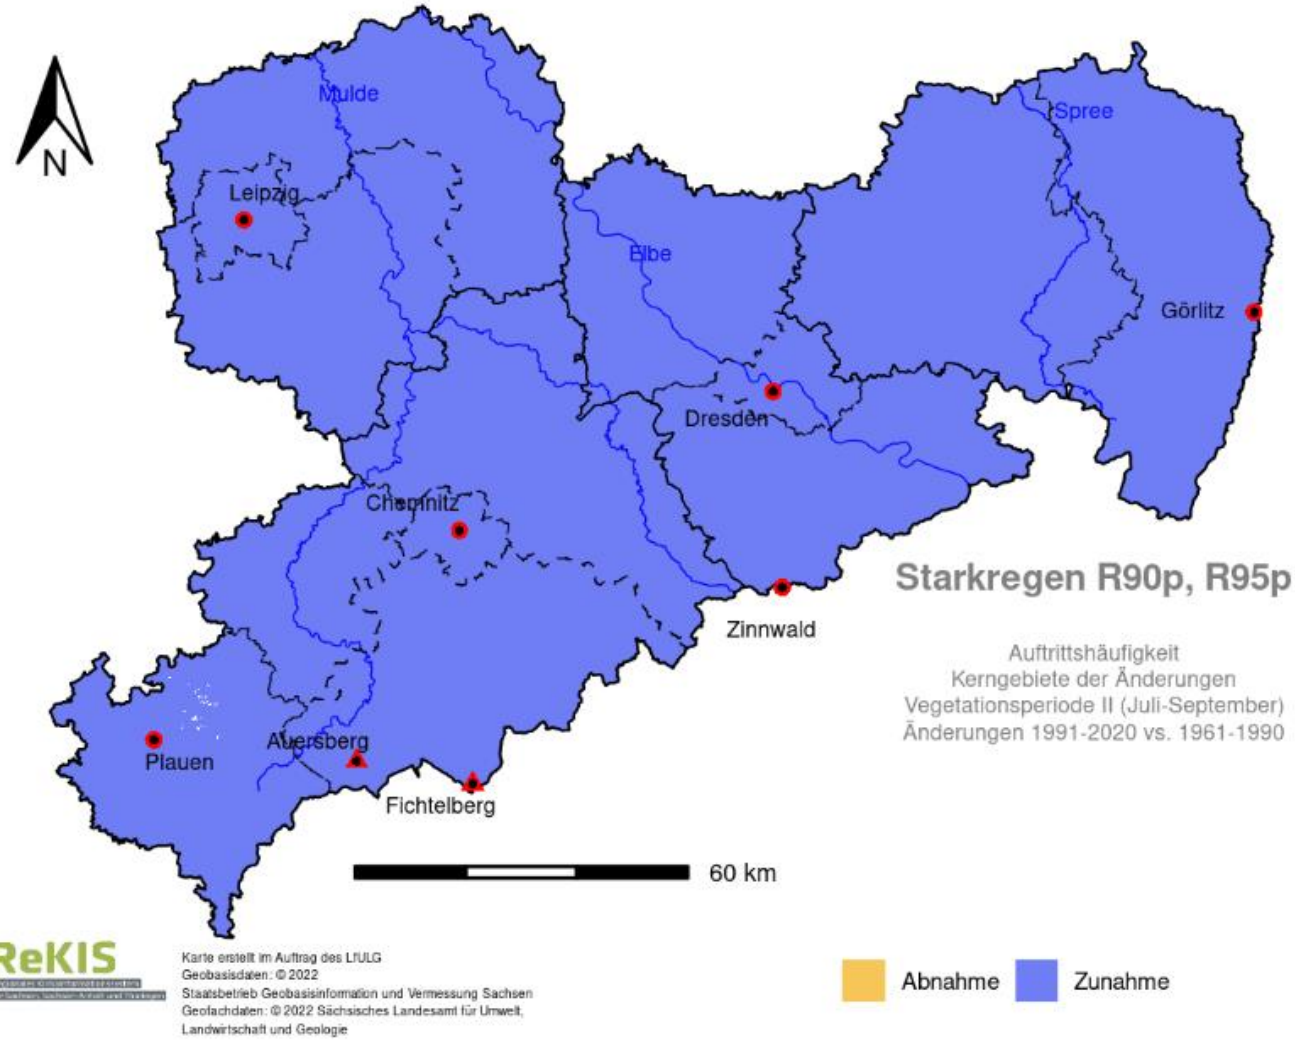 Mulde
Spree
Leipzig
Elbe
Görlitz
Dresden
Chemnitz
N
Starkregen R90p, R95p
Zinnwald
Auftrittshäufigkeit
Kerngebiete der Änderungen
Vegetationsperiode II (Juli-September)
Änderungen 1991-2020 vs. 1961-1990
Auersberg
Plauen
Fichtelberg
60 km
ReKIS
Karte erstellt im Auftrag des LfULG
Geobasisdaten: © 2022
Staatsbetrieb Geobasisinformation und Vermessung Sachsen
Geofachdaten: © 2022 Sächsisches Landesamt für Umwelt,
Landwirtschaft und Geologie
Abnahme
Zunahme